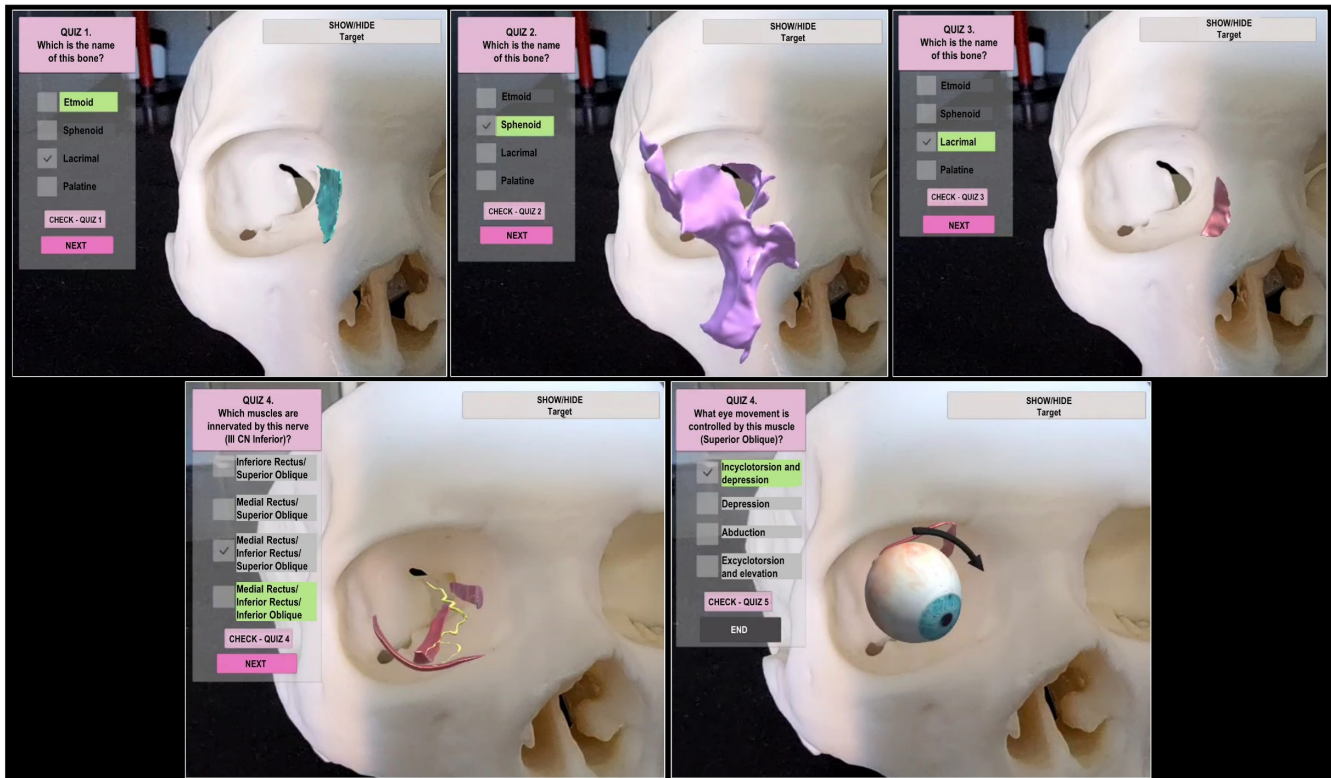 QUIZ 1.
Which is the name
of this bone?
SHOW/HIDE
Target
Etmoid
Sphenoid
Lacrimal
Palatine
CHECK - QUIZ 1
NEXT
QUIZ 2.
Which is the name
of this bone?
SHOW/HIDE
Target
Etmoid
Sphenoid
Lacrimal
Palatine
CHECK - QUIZ 2
NEXT
QUIZ 3.
Which is the name
of this bone?
SHOW/HIDE
Target
Etmoid
Sphenoid
Lacrimal
Palatine
CHECK - QUIZ 3
NEXT
QUIZ 4.
Which muscles are
innervated by this nerve
(III CN Inferior)?
SHOW/HIDE
Target
Inferiore Rectus/
Superior Oblique
Medial Rectus/
Superior Oblique
Medial Rectus/
Inferior Rectus/
Superior Oblique
Medial Rectus/
Inferior Rectus/
Inferior Oblique
CHECK - QUIZ 4
NEXT
QUIZ 4.
What eye movement is
controlled by this muscle
(Superior Oblique)?
SHOW/HIDE
Target
Incyclotorsion and
depression
Depression
Abduction
Excyclotorsion
and elevation
CHECK - QUIZ 5
END